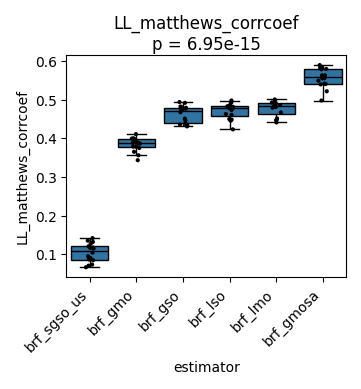 LL_matthews_corrcoef
p = 6.95e-15
LL_matthews_corrcoef
0.6
0.5
0.4
0.3
0.2
0.1
brf_sgso_us
brf_gmo
brf_gso
brf_lso
brf_lmo
brf_gmosa
estimator